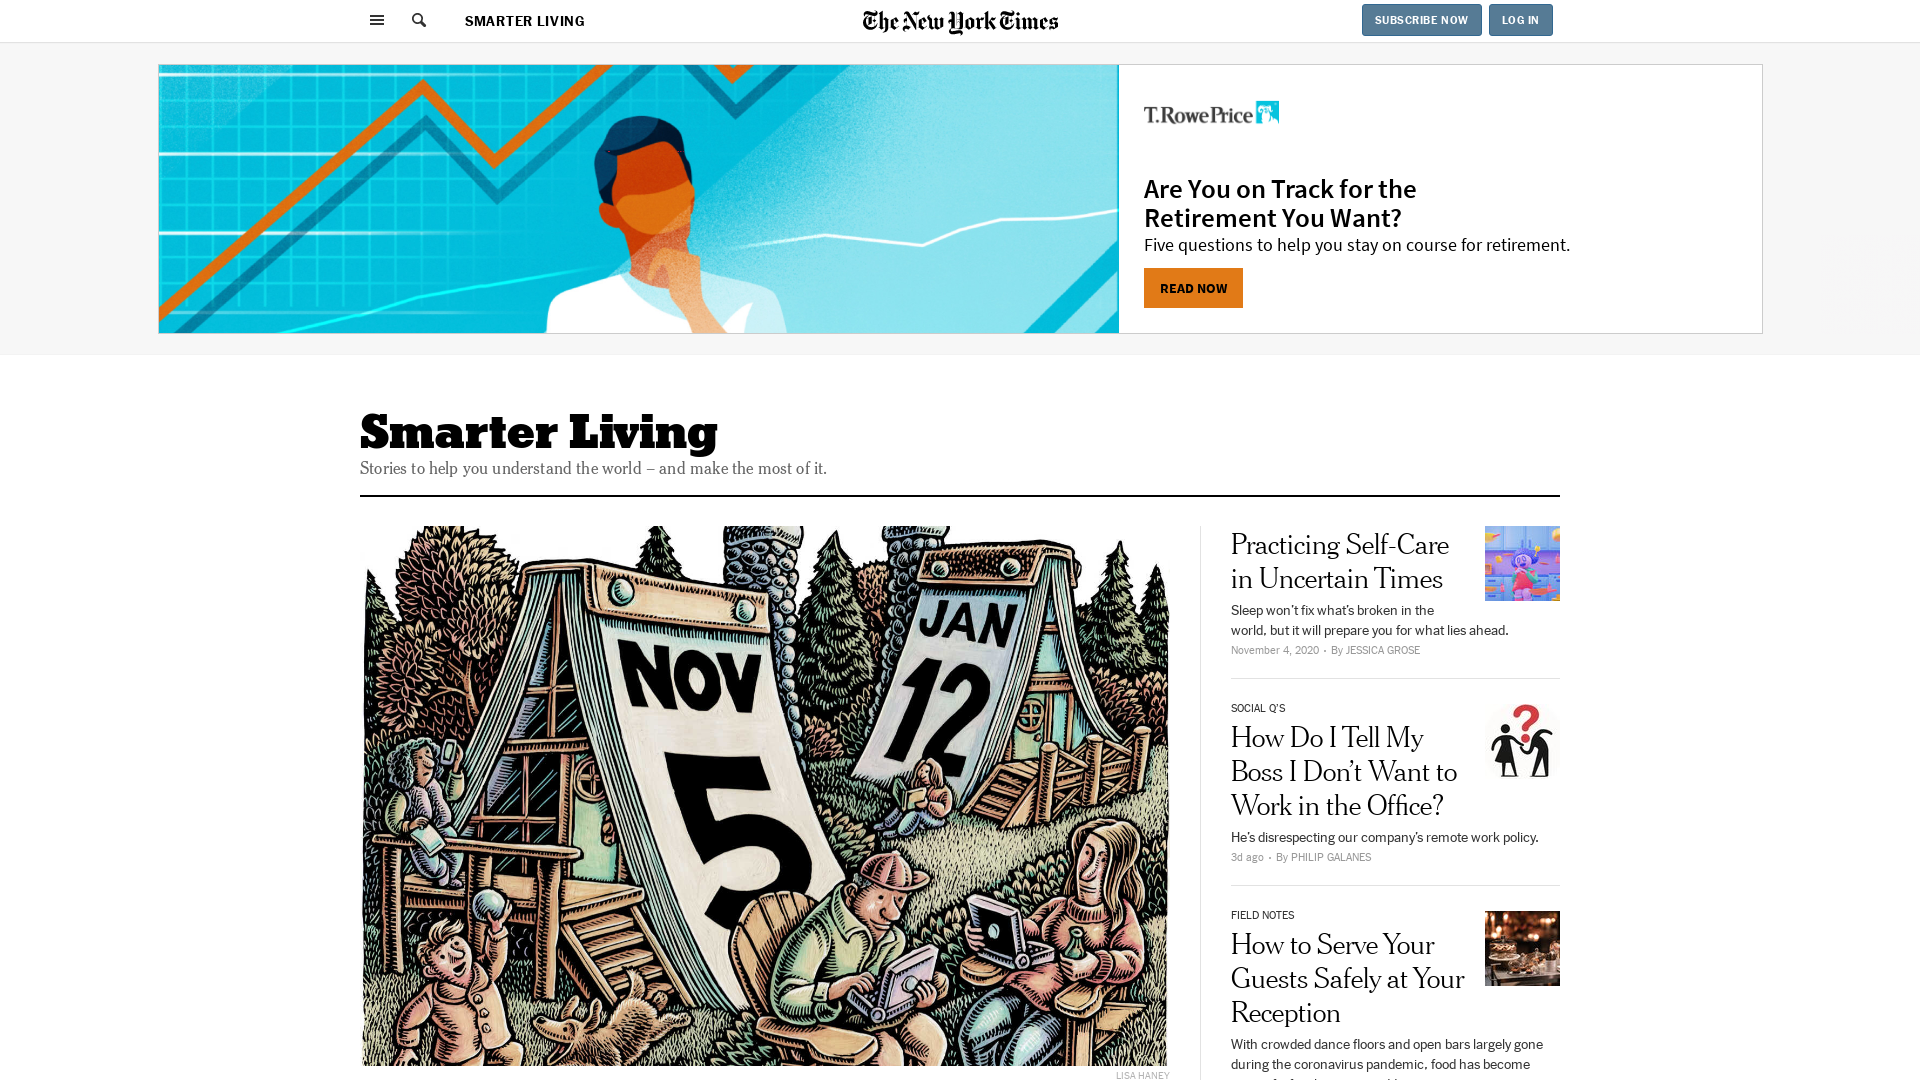 SMARTER LIVING
The New York Times
SUBSCRIBE NOW
LOG IN
T.RowePrice
Are You on Track for the
Retirement You Want?
Five questions to help you stay on course for retirement.
READ NOW
Smarter Living
Stories to help you understand the world – and make the most of it.
NOV
5
JAN
12
LISA HANEY
Practicing Self-Care
in Uncertain Times
Sleep won’t fix what’s broken in the
world, but it will prepare you for what lies ahead.
November 4, 2020 • By JESSICA GROSE
SOCIAL Q’S
How Do I Tell My
Boss I Don’t Want to
Work in the Office?
He’s disrespecting our company’s remote work policy.
3d ago • By PHILIP GALANES
FIELD NOTES
How to Serve Your
Guests Safely at Your
Reception
With crowded dance floors and open bars largely gone
during the coronavirus pandemic, food has become